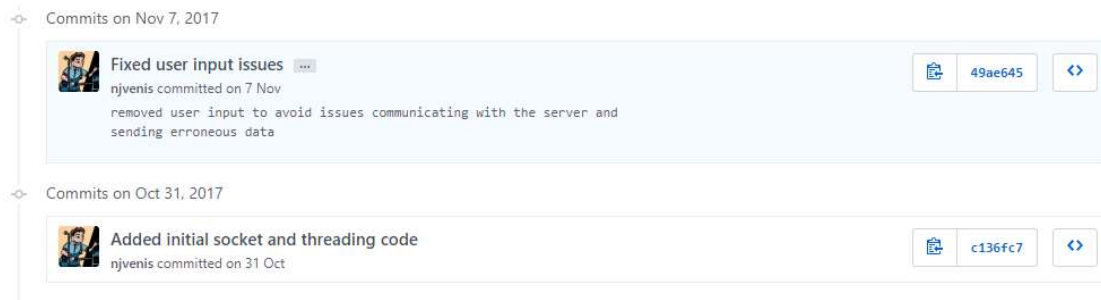 Commits on Nov 7, 2017
Fixed user input issues ...
njvenis committed on 7 Nov
49ae645
<>
removed user input to avoid issues communicating with the server and
sending erroneous data
Commits on Oct 31, 2017
Added initial socket and threading code
njvenis committed on 31 Oct
c136fc7
<>